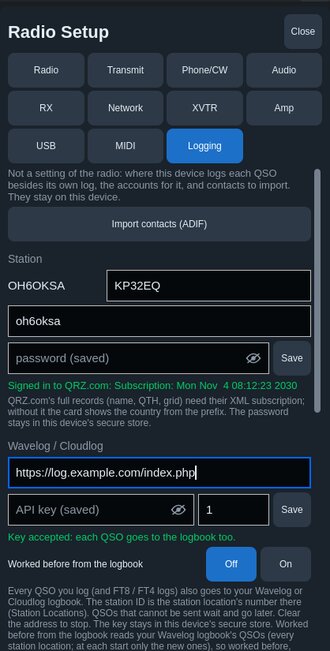 Radio Setup
Close
Radio
Transmit
Phone/CW
Audio
RX
Network
XVTR
Amp
USB
MIDI
Logging
Not a setting of the radio: where this device logs each QSO
besides its own log, the accounts for it, and contacts to import.
They stay on this device.
Import contacts (ADIF)
Station
OH6OKSA
KP32EQ
oh6oksa
password (saved)
Save
Signed in to QRZ.com: Subscription: Mon Nov  4 08:12:23 2030
QRZ.com's full records (name, QTH, grid) need their XML subscription;
without it the card shows the country from the prefix. The password
stays in this device's secure store.
Wavelog / Cloudlog
https://log.example.com/index.php
API key (saved)
1
Save
Key accepted: each QSO goes to the logbook too.
Worked before from the logbook
Off
On
Every QSO you log (and FT8 / FT4 logs) also goes to your Wavelog or
Cloudlog logbook. The station ID is the station location's number there
(Station Locations). QSOs that cannot be sent wait and go later. Clear
the address to stop. The key stays in this device's secure store. Worked
before from the logbook reads your Wavelog logbook's QSOs (every
station location; at each start only the new ones), so worked before,